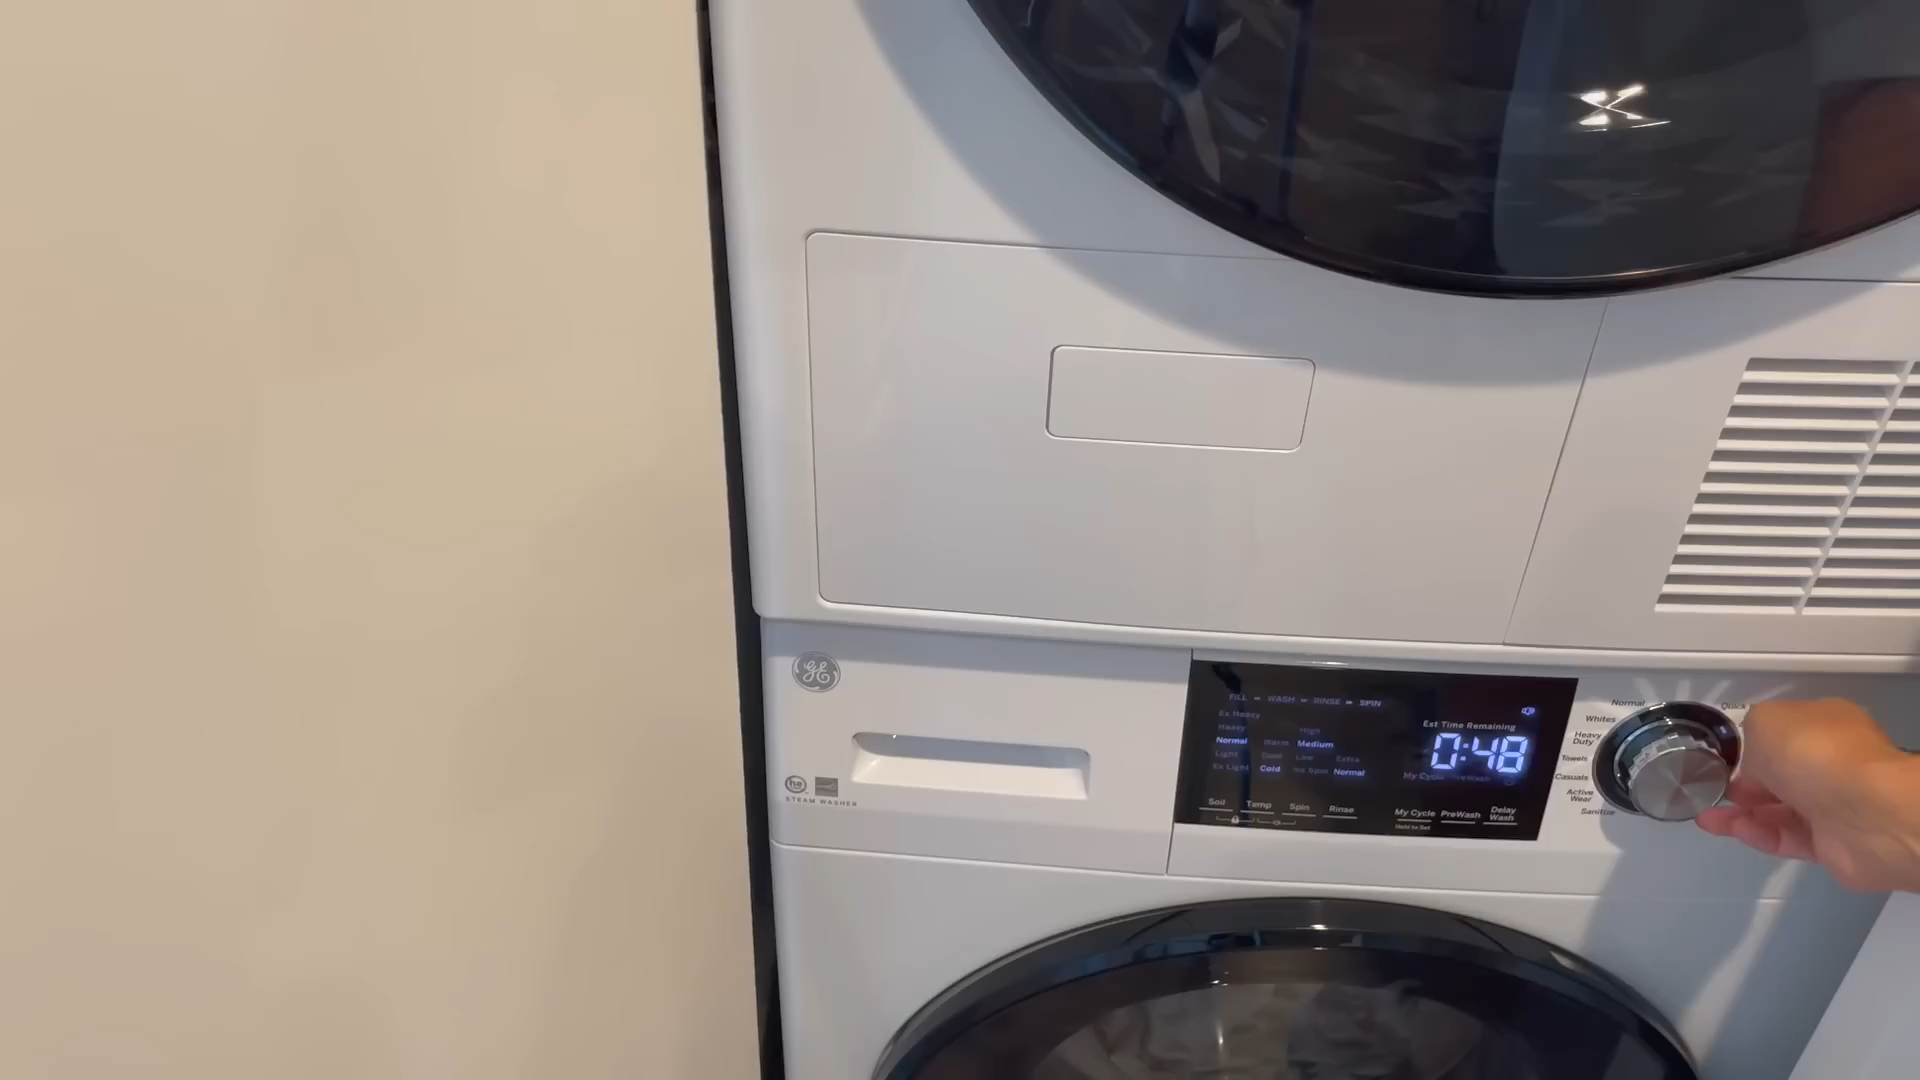 GE
FILL WASH RINSE SPIN
Ex Heavy
Heavy High
Normal Warm Medium
Light Cool Low Extra
Ex Light Cold No Spin Normal
Est Time Remaining
0:48
My Cycle PreWash
Soil Temp Spin Rinse
My Cycle PreWash Delay Wash
Hold to Set
Normal
Whites
Heavy Duty
Towels
Casuals
Active Wear
Sanitize
Quick
he
STEAM WASHER